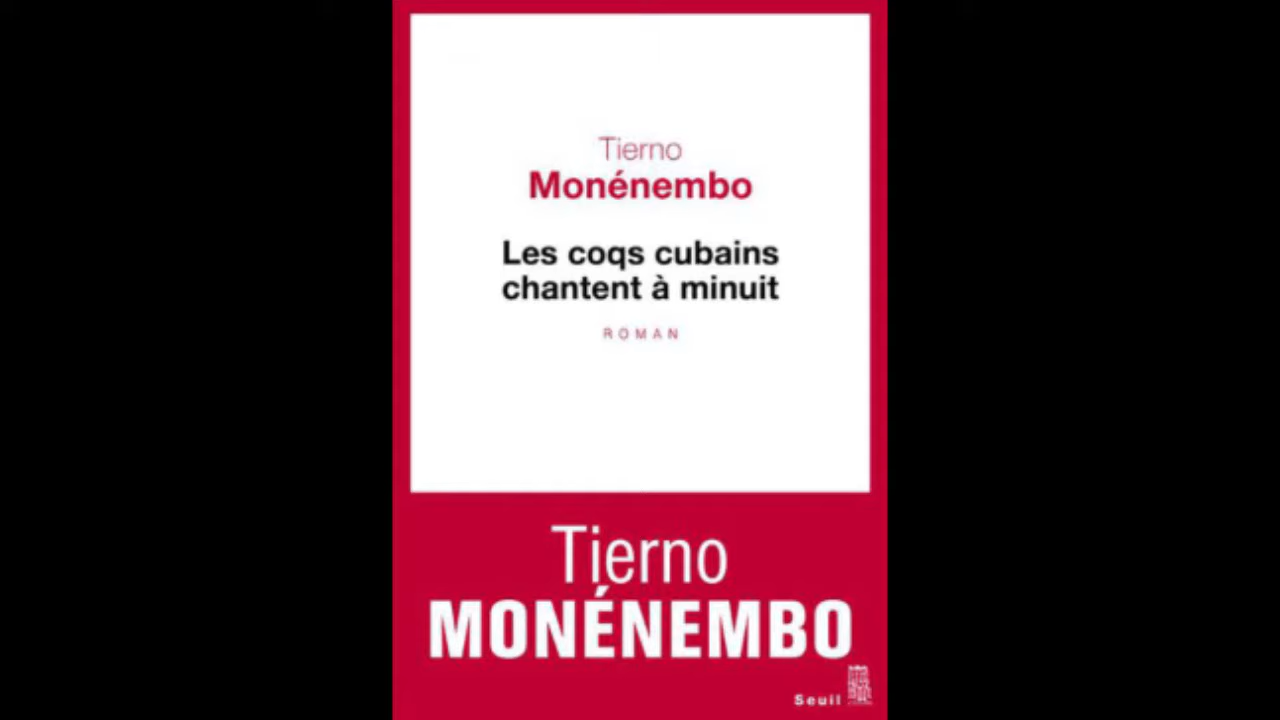 Tierno
Monénembo
Les coqs cubains
chantent à minuit
ROMAN
Tierno
MONÉNEMBO
Seuil